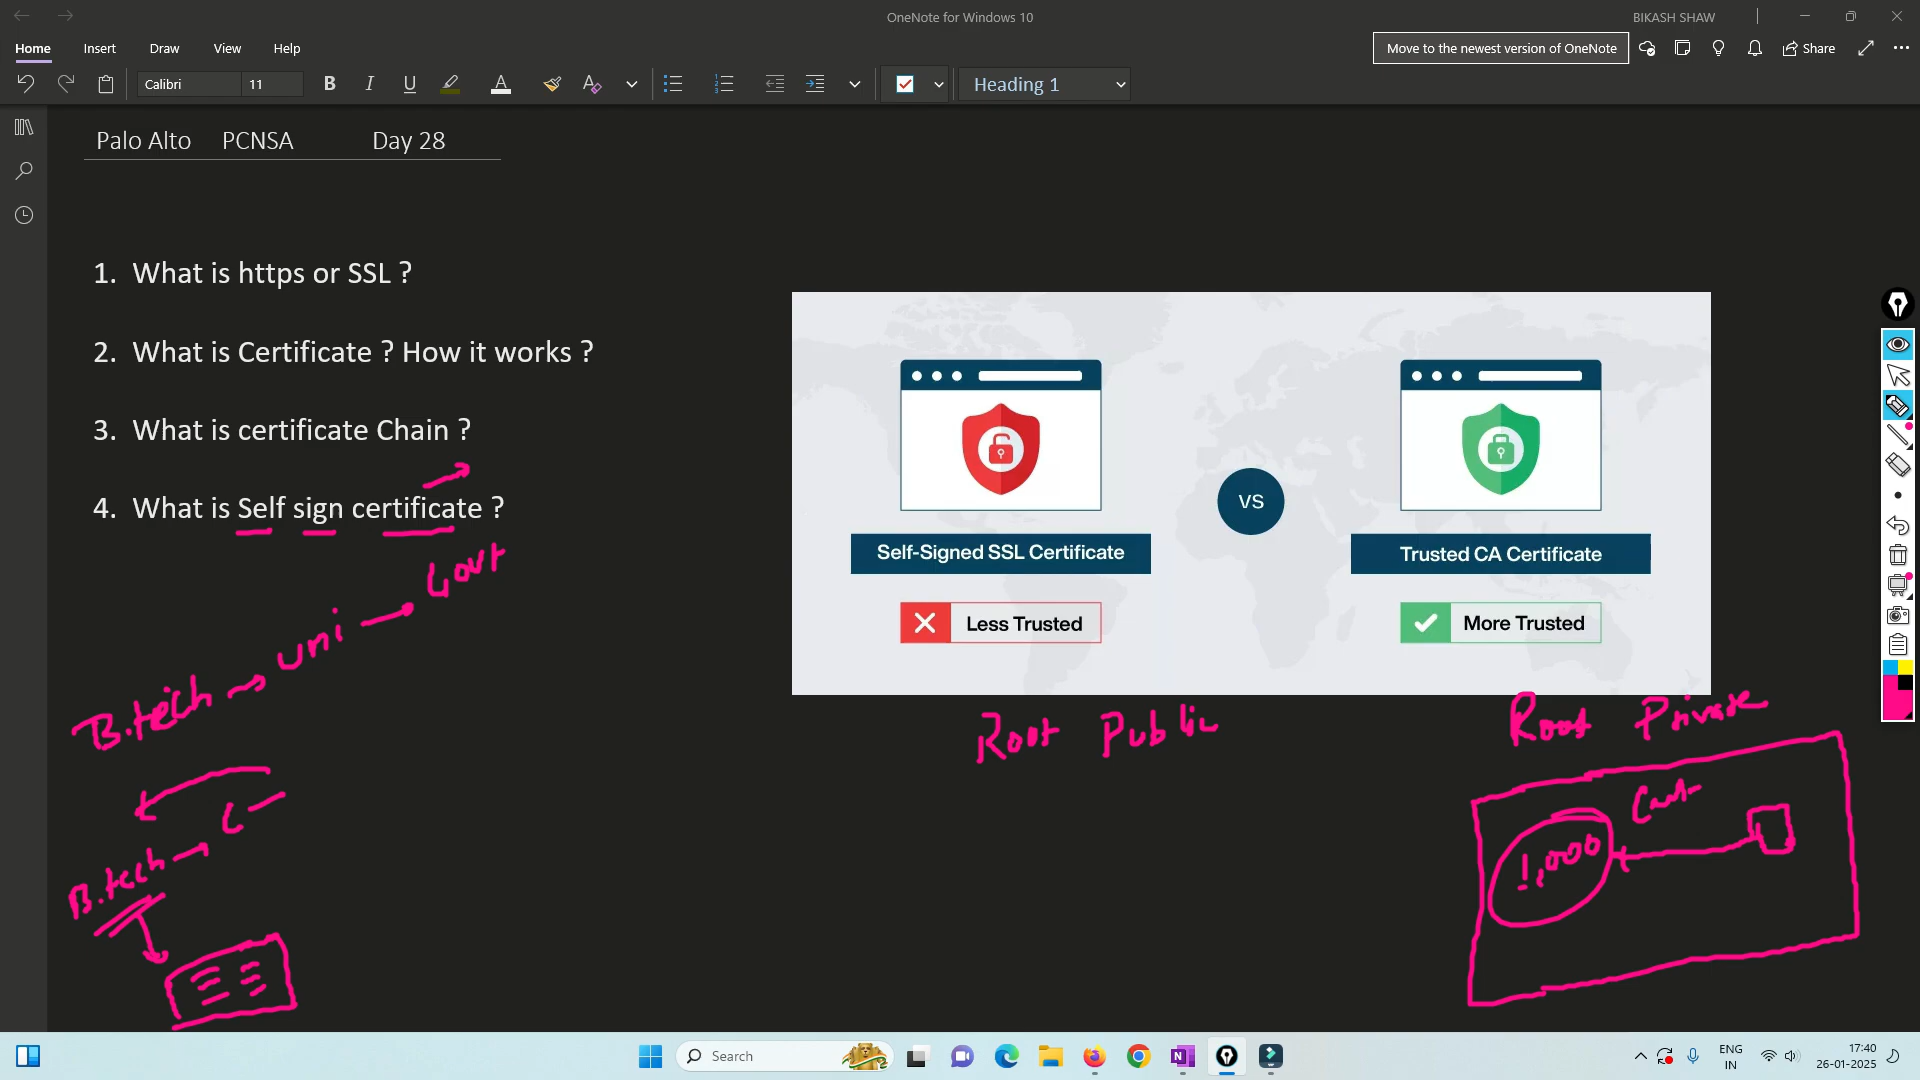 OneNote for Windows 10
BIKASH SHAW
Home Insert Draw View Help
Move to the newest version of OneNote
Share
Calibri 11 B I U A A Heading 1
Palo Alto PCNSA Day 28
1. What is https or SSL ?
2. What is Certificate ? How it works ?
3. What is certificate Chain ?
4. What is Self sign certificate ?
Self-Signed SSL Certificate
Less Trusted
VS
Trusted CA Certificate
More Trusted
Govt
uni
B.tech
C
B.tech
Root Public
Root Private
1,000
Search
ENG
IN
17:40
26-01-2025